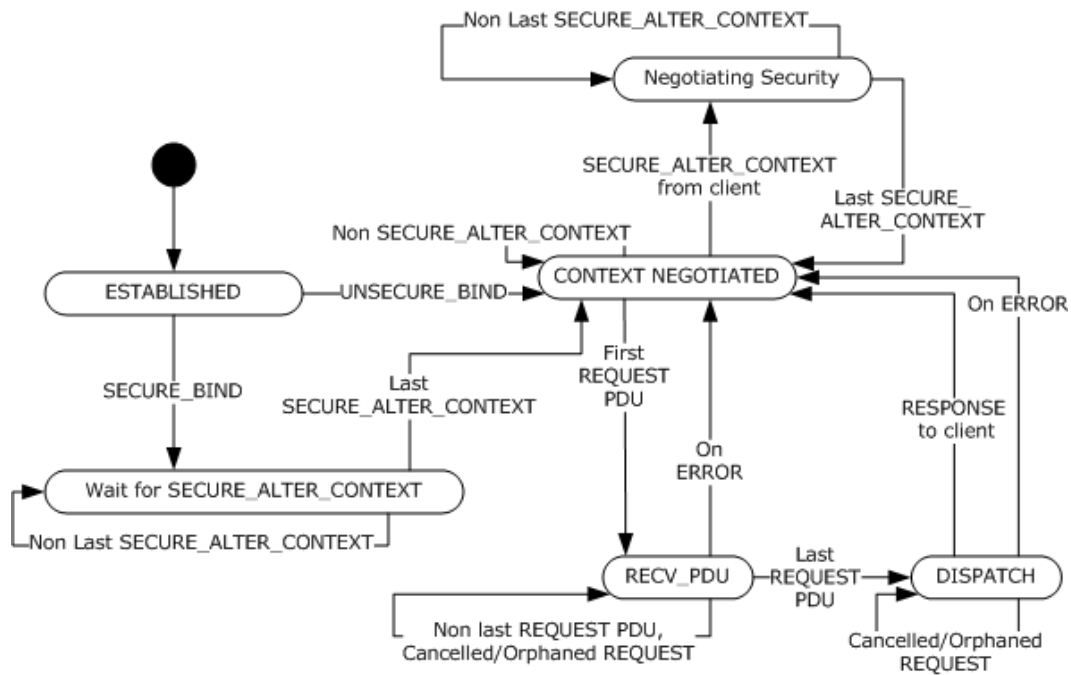 Non Last SECURE_ALTER_CONTEXT
Negotiating Security
SECURE_ALTER_CONTEXT
from client
Last SECURE_
ALTER_CONTEXT
Non SECURE_ALTER_CONTEXT
CONTEXT NEGOTIATED
ESTABLISHED
UNSECURE_BIND
On ERROR
First
REQUEST
PDU
SECURE_BIND
Last
SECURE_ALTER_CONTEXT
RESPONSE
to client
On
ERROR
Wait for SECURE_ALTER_CONTEXT
Non Last SECURE_ALTER_CONTEXT
RECV_PDU
Last
REQUEST
PDU
DISPATCH
Non last REQUEST PDU,
Cancelled/Orphaned REQUEST
Cancelled/Orphaned
REQUEST